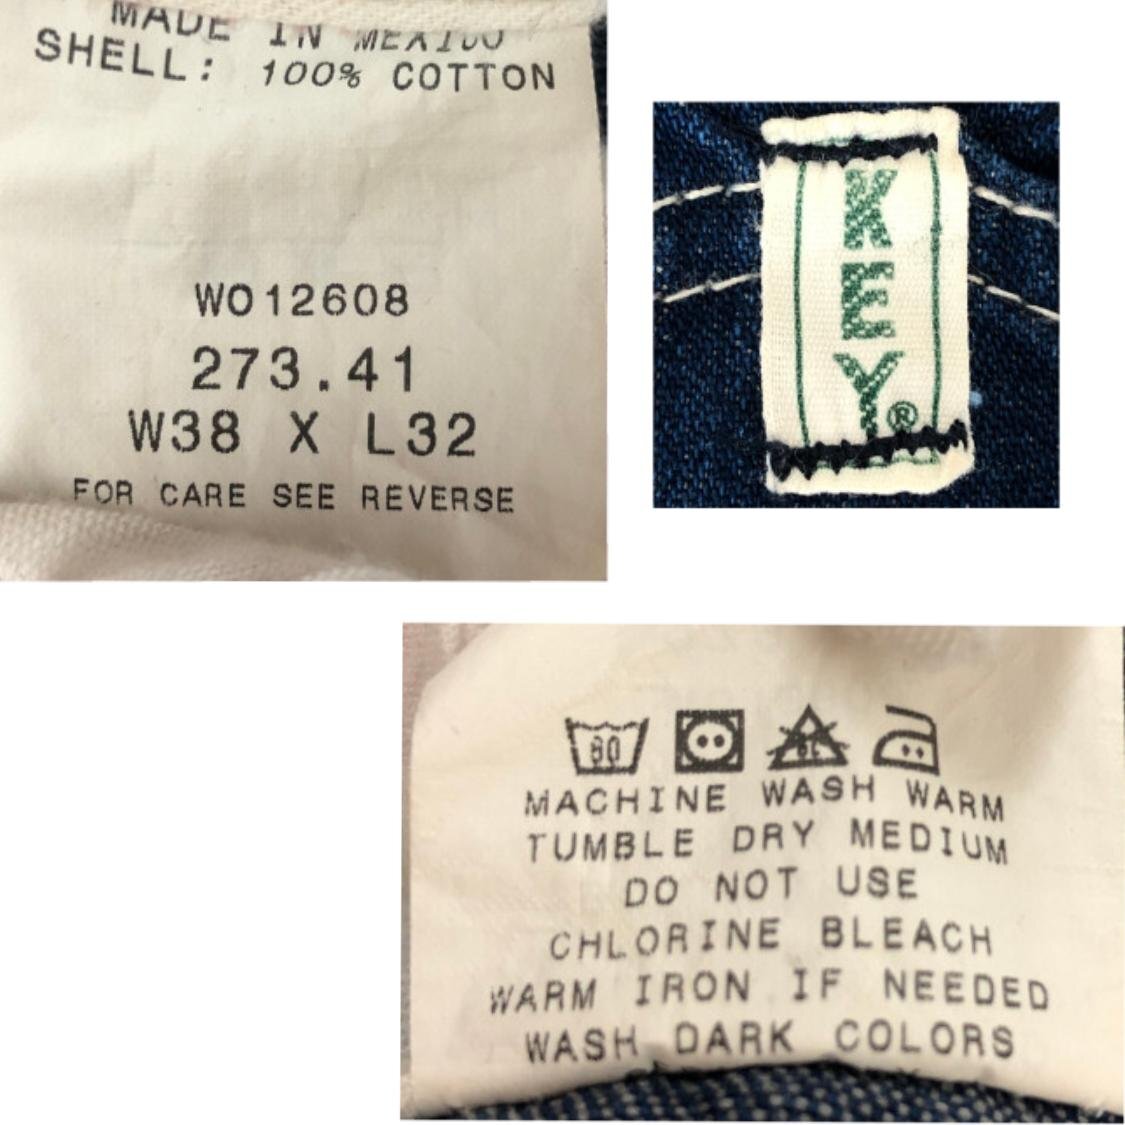 MADE IN MEXICO
SHELL: 100% COTTON
WO12608
273.41
W38 X L32
FOR CARE SEE REVERSE
KEY®
MACHINE WASH WARM
TUMBLE DRY MEDIUM
DO NOT USE
CHLORINE BLEACH
WARM IRON IF NEEDED
WASH DARK COLORS